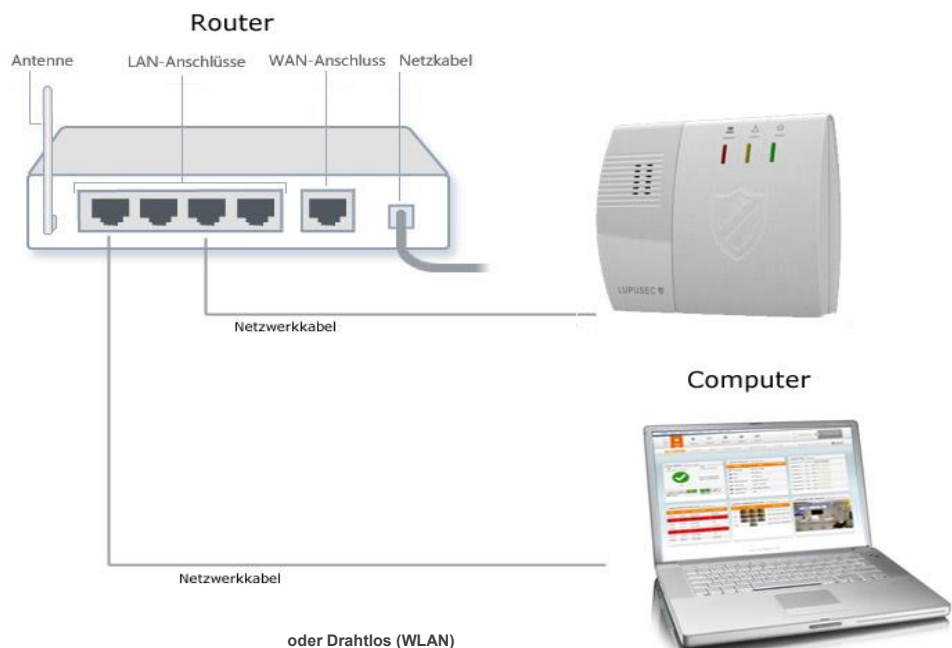 Router
Antenne
LAN-Anschlüsse
WAN-Anschluss
Netzkabel
LUPUSEC
Netzwerkkabel
Computer
Netzwerkkabel
oder Drahtlos (WLAN)